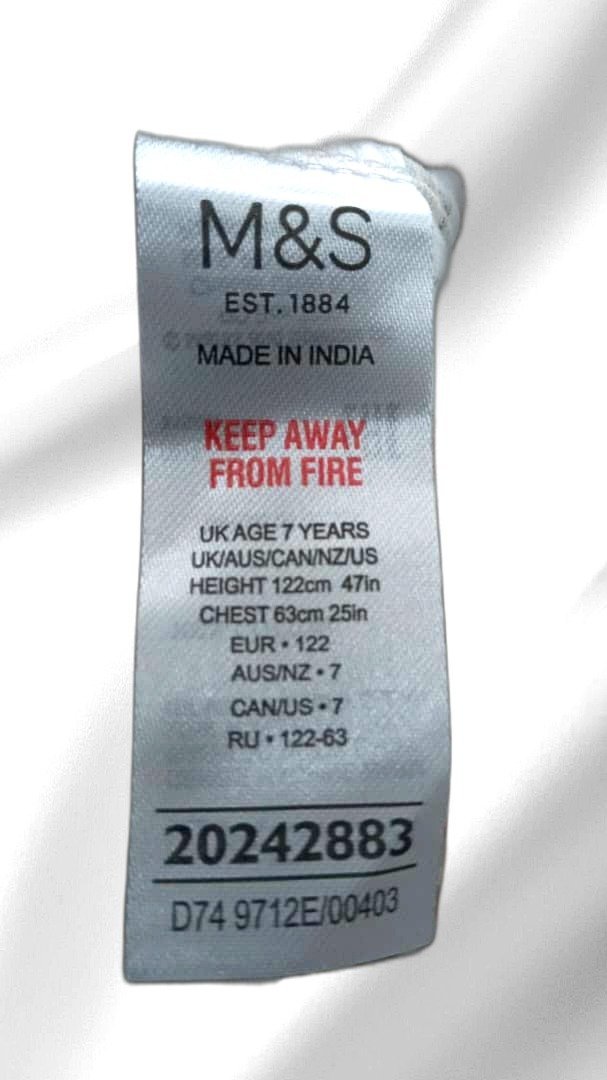 M&S
EST. 1884
MADE IN INDIA
KEEP AWAY
FROM FIRE
UK AGE 7 YEARS
UK/AUS/CAN/NZ/US
HEIGHT 122cm 47in
CHEST 63cm 25in
EUR • 122
AUS/NZ • 7
CAN/US • 7
RU • 122-63
20242883
D74 9712E/00403